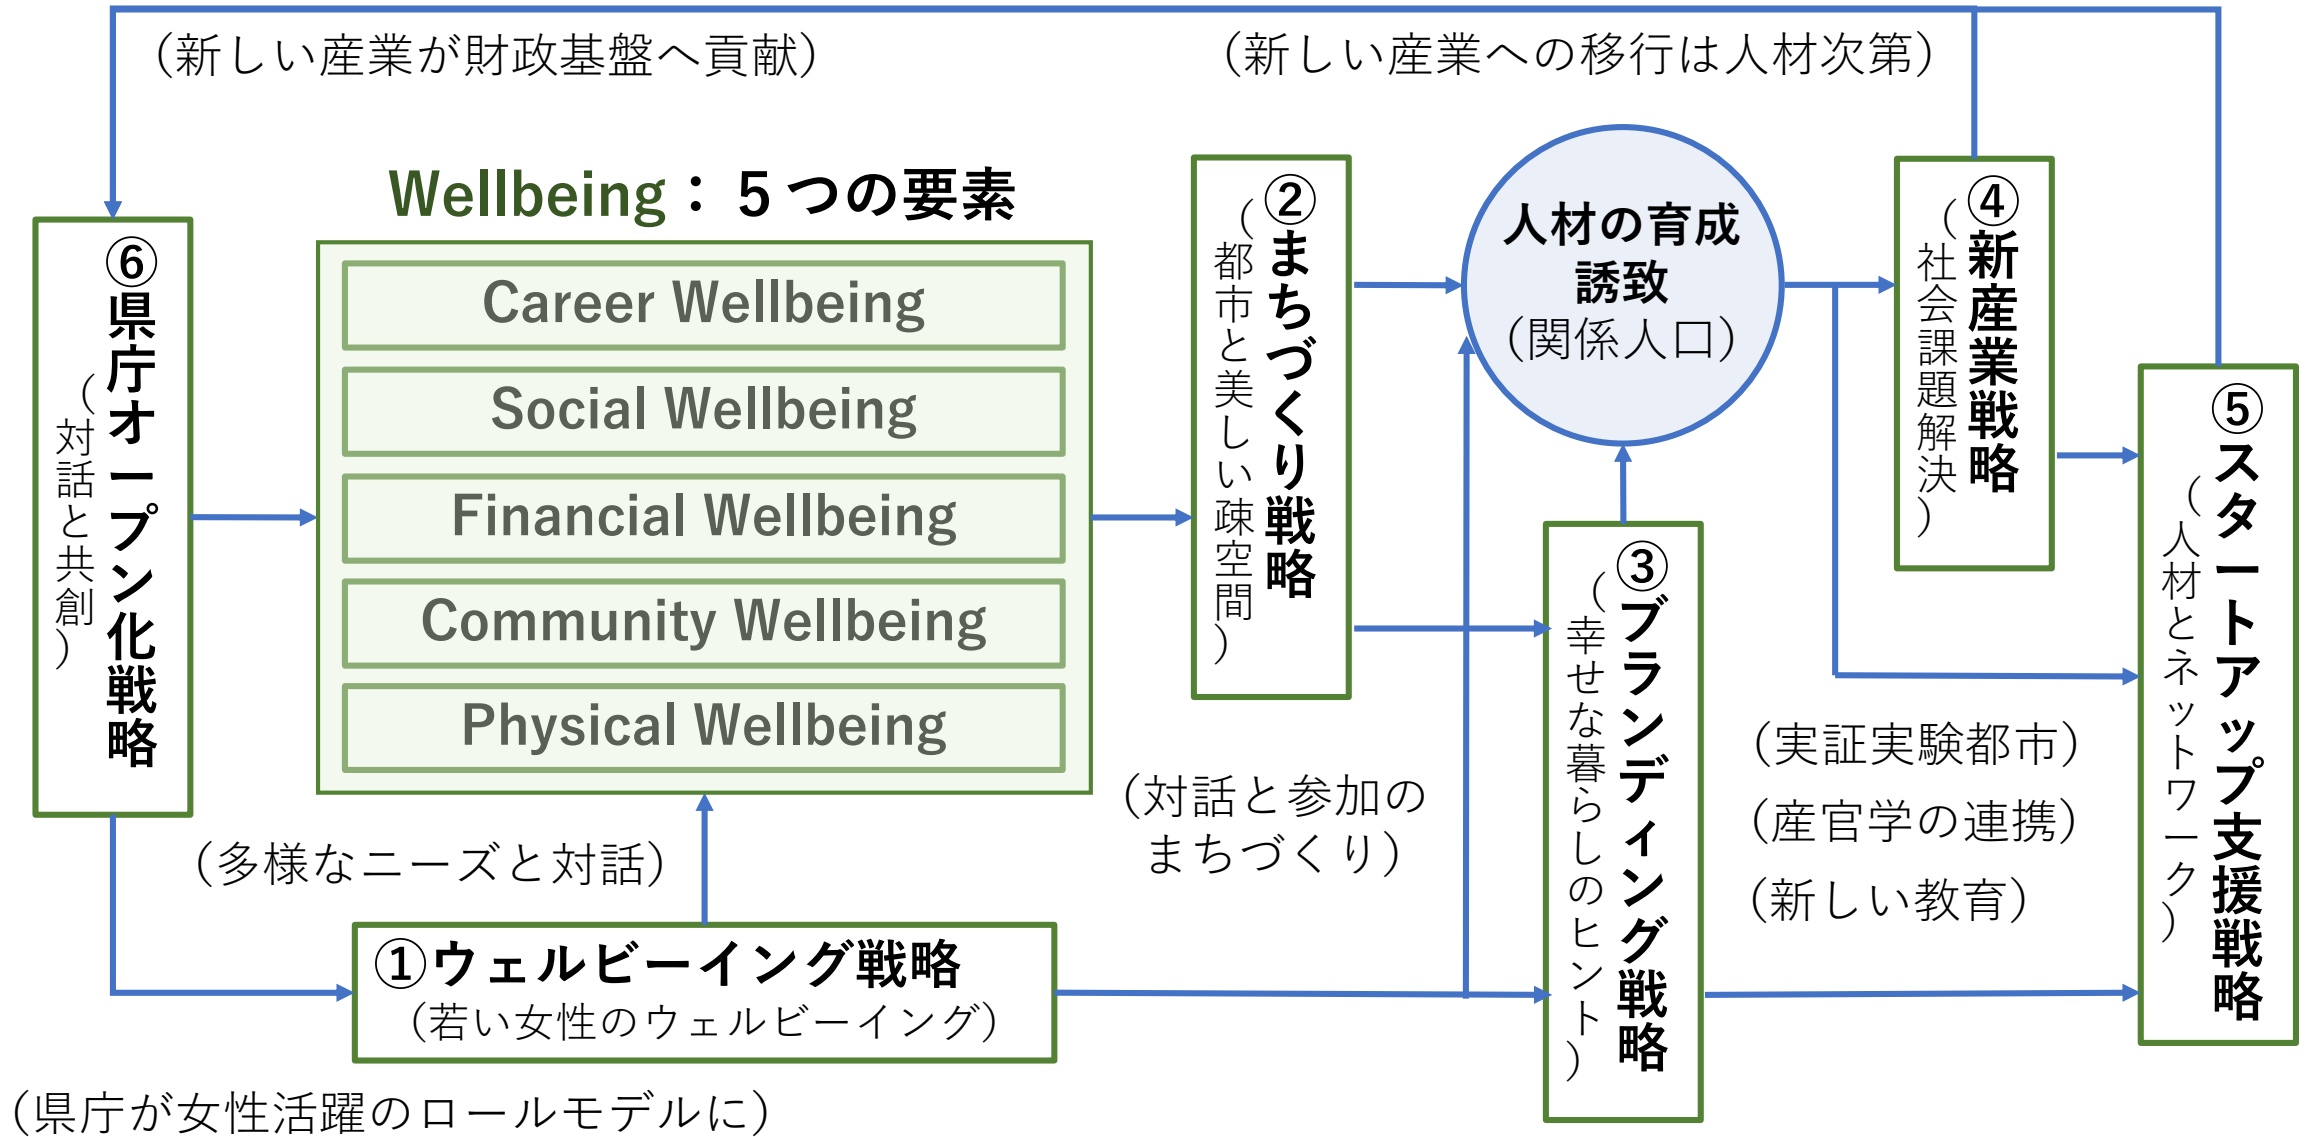 （新しい産業が財政基盤へ貢献）
（新しい産業への移行は人材次第）
⑥県庁オープン化戦略
（対話と共創）
Wellbeing：５つの要素
Career Wellbeing
Social Wellbeing
Financial Wellbeing
Community Wellbeing
Physical Wellbeing
（多様なニーズと対話）
①ウェルビーイング戦略
（若い女性のウェルビーイング）
（県庁が女性活躍のロールモデルに）
②まちづくり戦略
（都市と美しい疎空間）
（対話と参加の
まちづくり）
人材の育成
誘致
（関係人口）
③ブランディング戦略
（幸せな暮らしのヒント）
④新産業戦略
（社会課題解決）
（実証実験都市）
（産官学の連携）
（新しい教育）
⑤スタートアップ支援戦略
（人材とネットワーク）